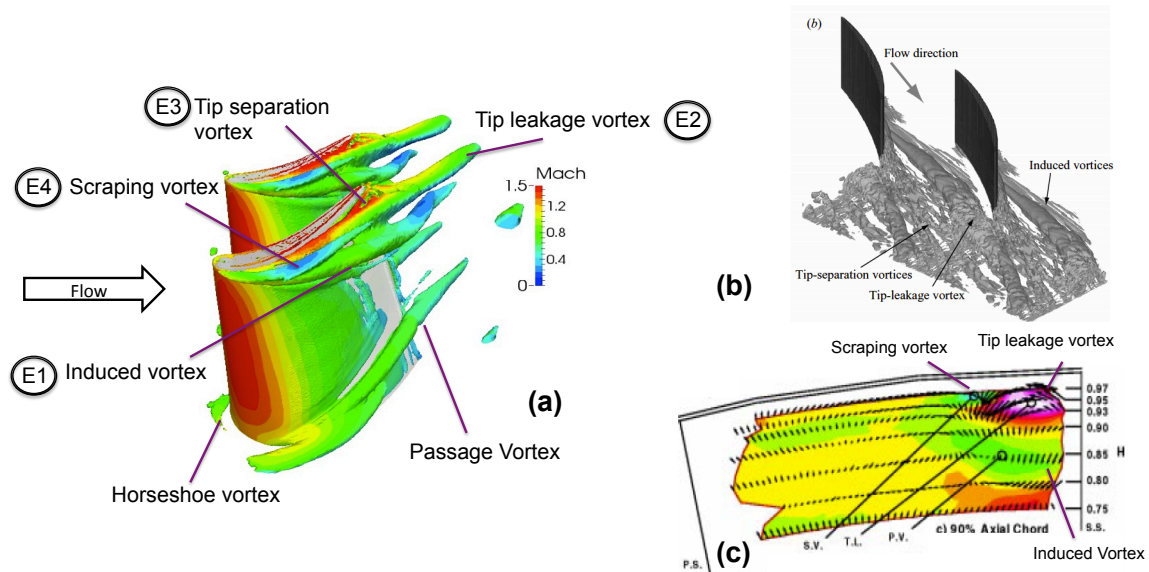 E3
Tip separation
vortex
Tip leakage vortex
E2
E4
Scraping vortex
Mach
1.5
1.2
0.8
0.4
0
Flow
E1
Induced vortex
(a)
Passage Vortex
Horseshoe vortex
(b)
Flow direction
Induced vortices
Tip-separation vortices
Tip-leakage vortex
(b)
Scraping vortex
Tip leakage vortex
0.97
0.95
0.93
0.90
0.85
H
0.80
0.75
S.S.
c) 90% Axial Chord
P.V.
T.L.
S.V.
P.S.
(c)
Induced Vortex